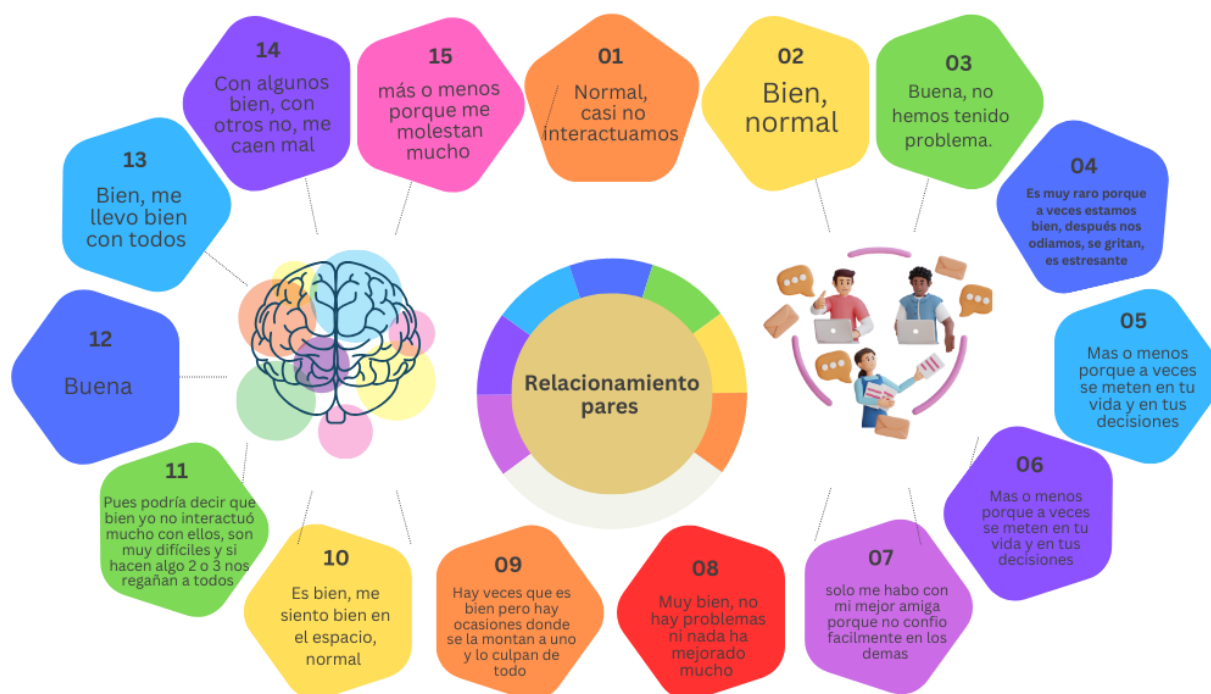 01
Normal,
casi no
interactuamos
02
Bien,
normal
03
Buena, no
hemos tenido
problema.
04
Es muy raro porque
a veces estamos
bien, después nos
odiamos, se gritan,
es estresante
05
Mas o menos
porque a veces
se meten en tu
vida y en tus
decisiones
06
Mas o menos
porque a veces
se meten en tu
vida y en tus
decisiones
07
solo me habo con
mi mejor amiga
porque no confio
facilmente en los
demas
08
Muy bien, no
hay problemas
ni nada ha
mejorado
mucho
09
Hay veces que es
bien pero hay
ocasiones donde
se la montan a uno
y lo culpan de
todo
10
Es bien, me
siento bien en
el espacio,
normal
11
Pues podría decir que
bien yo no interactuó
mucho con ellos, son
muy difíciles y si
hacen algo 2 o 3 nos
regañan a todos
12
Buena
13
Bien, me
llevo bien
con todos
14
Con algunos
bien, con
otros no, me
caen mal
15
más o menos
porque me
molestan
mucho
Relacionamiento
pares